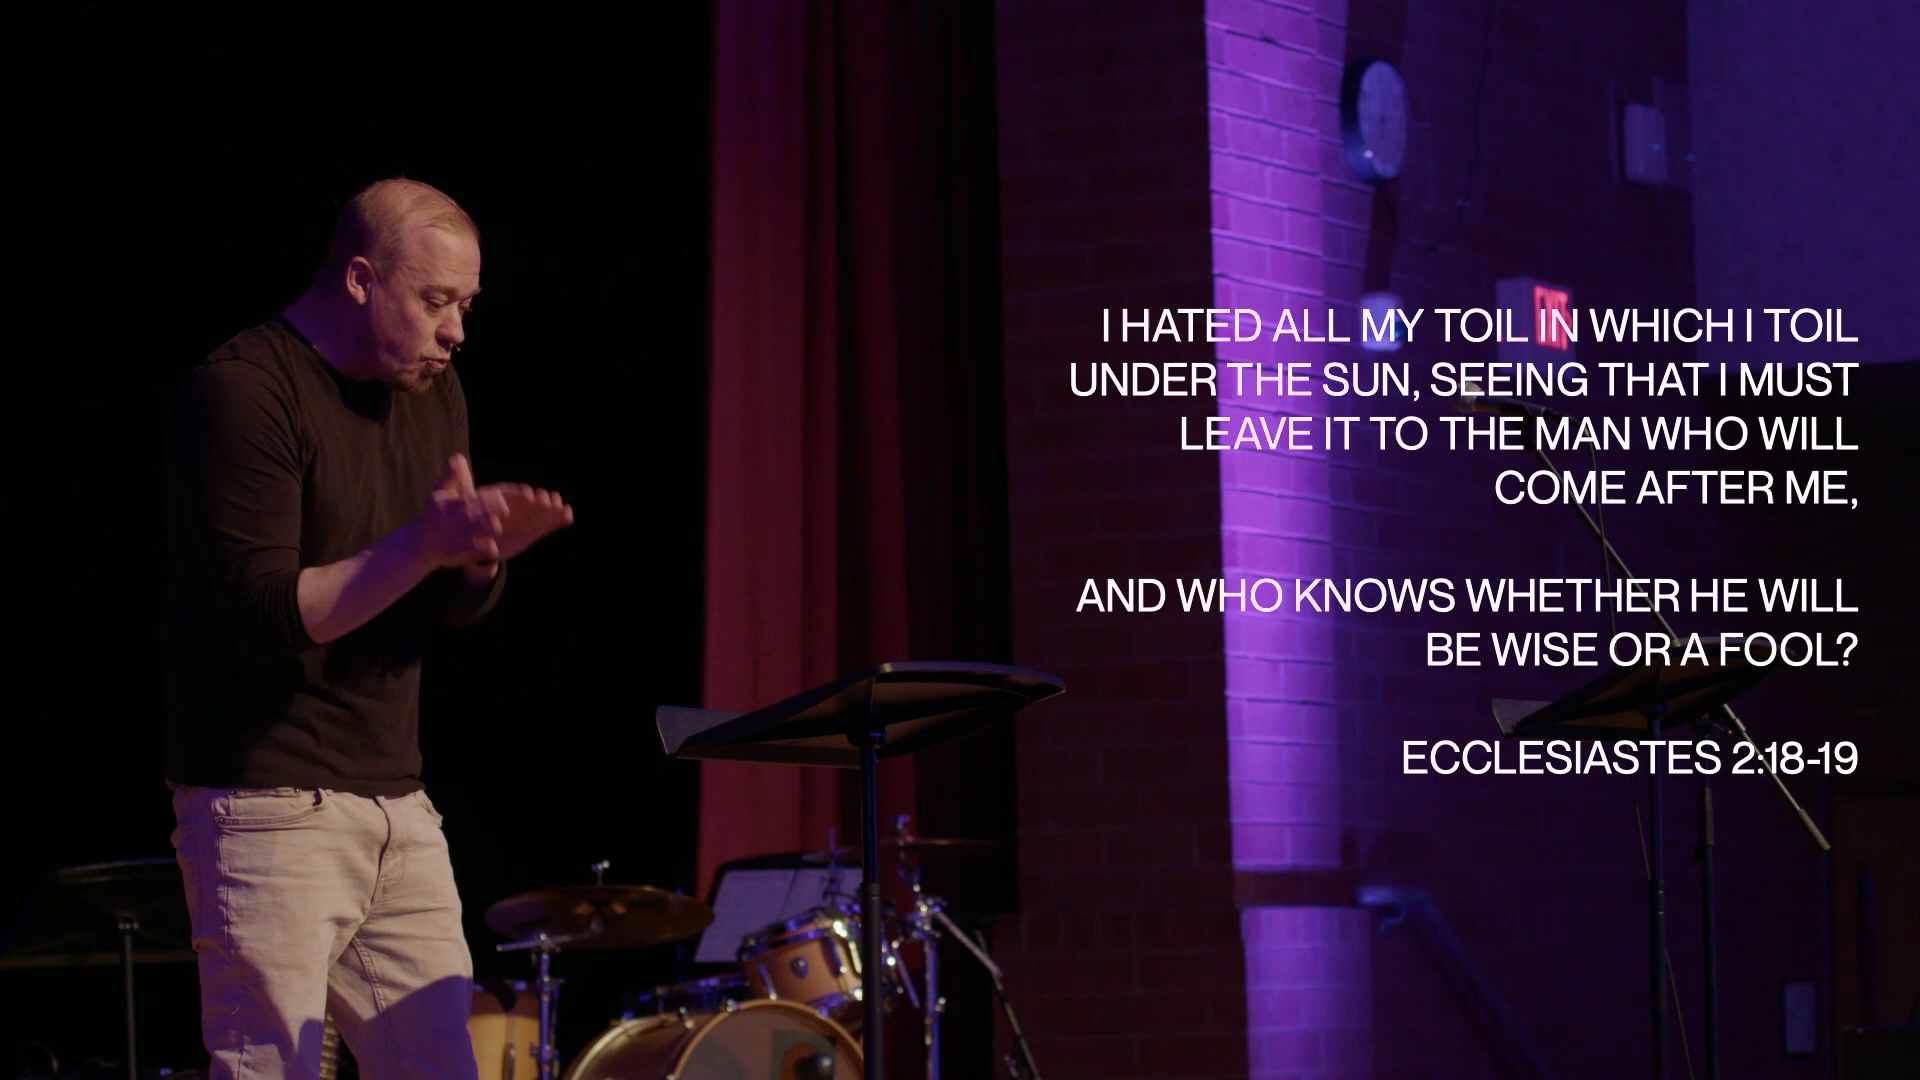 EXIT
I HATED ALL MY TOIL IN WHICH I TOIL
UNDER THE SUN, SEEING THAT I MUST
LEAVE IT TO THE MAN WHO WILL
COME AFTER ME,
AND WHO KNOWS WHETHER HE WILL
BE WISE OR A FOOL?
ECCLESIASTES 2:18-19